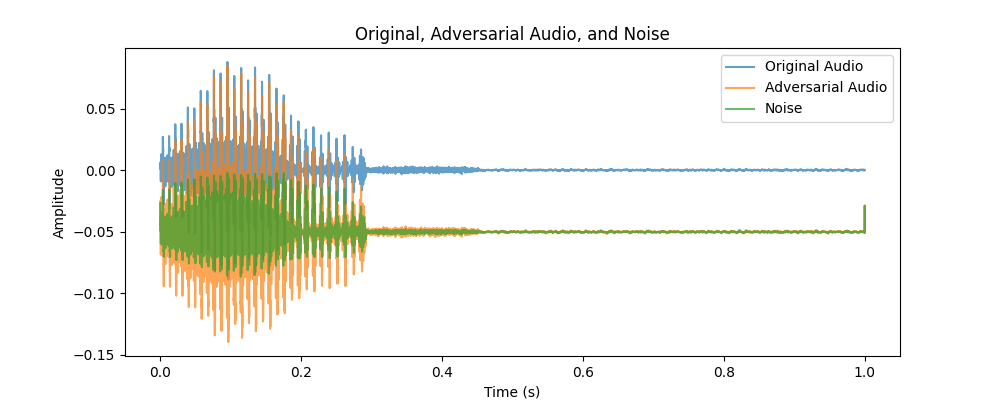 Original, Adversarial Audio, and Noise
Original Audio
Adversarial Audio
Noise
Amplitude
0.05
0.00
−0.05
−0.10
−0.15
0.0 0.2 0.4 0.6 0.8 1.0
Time (s)